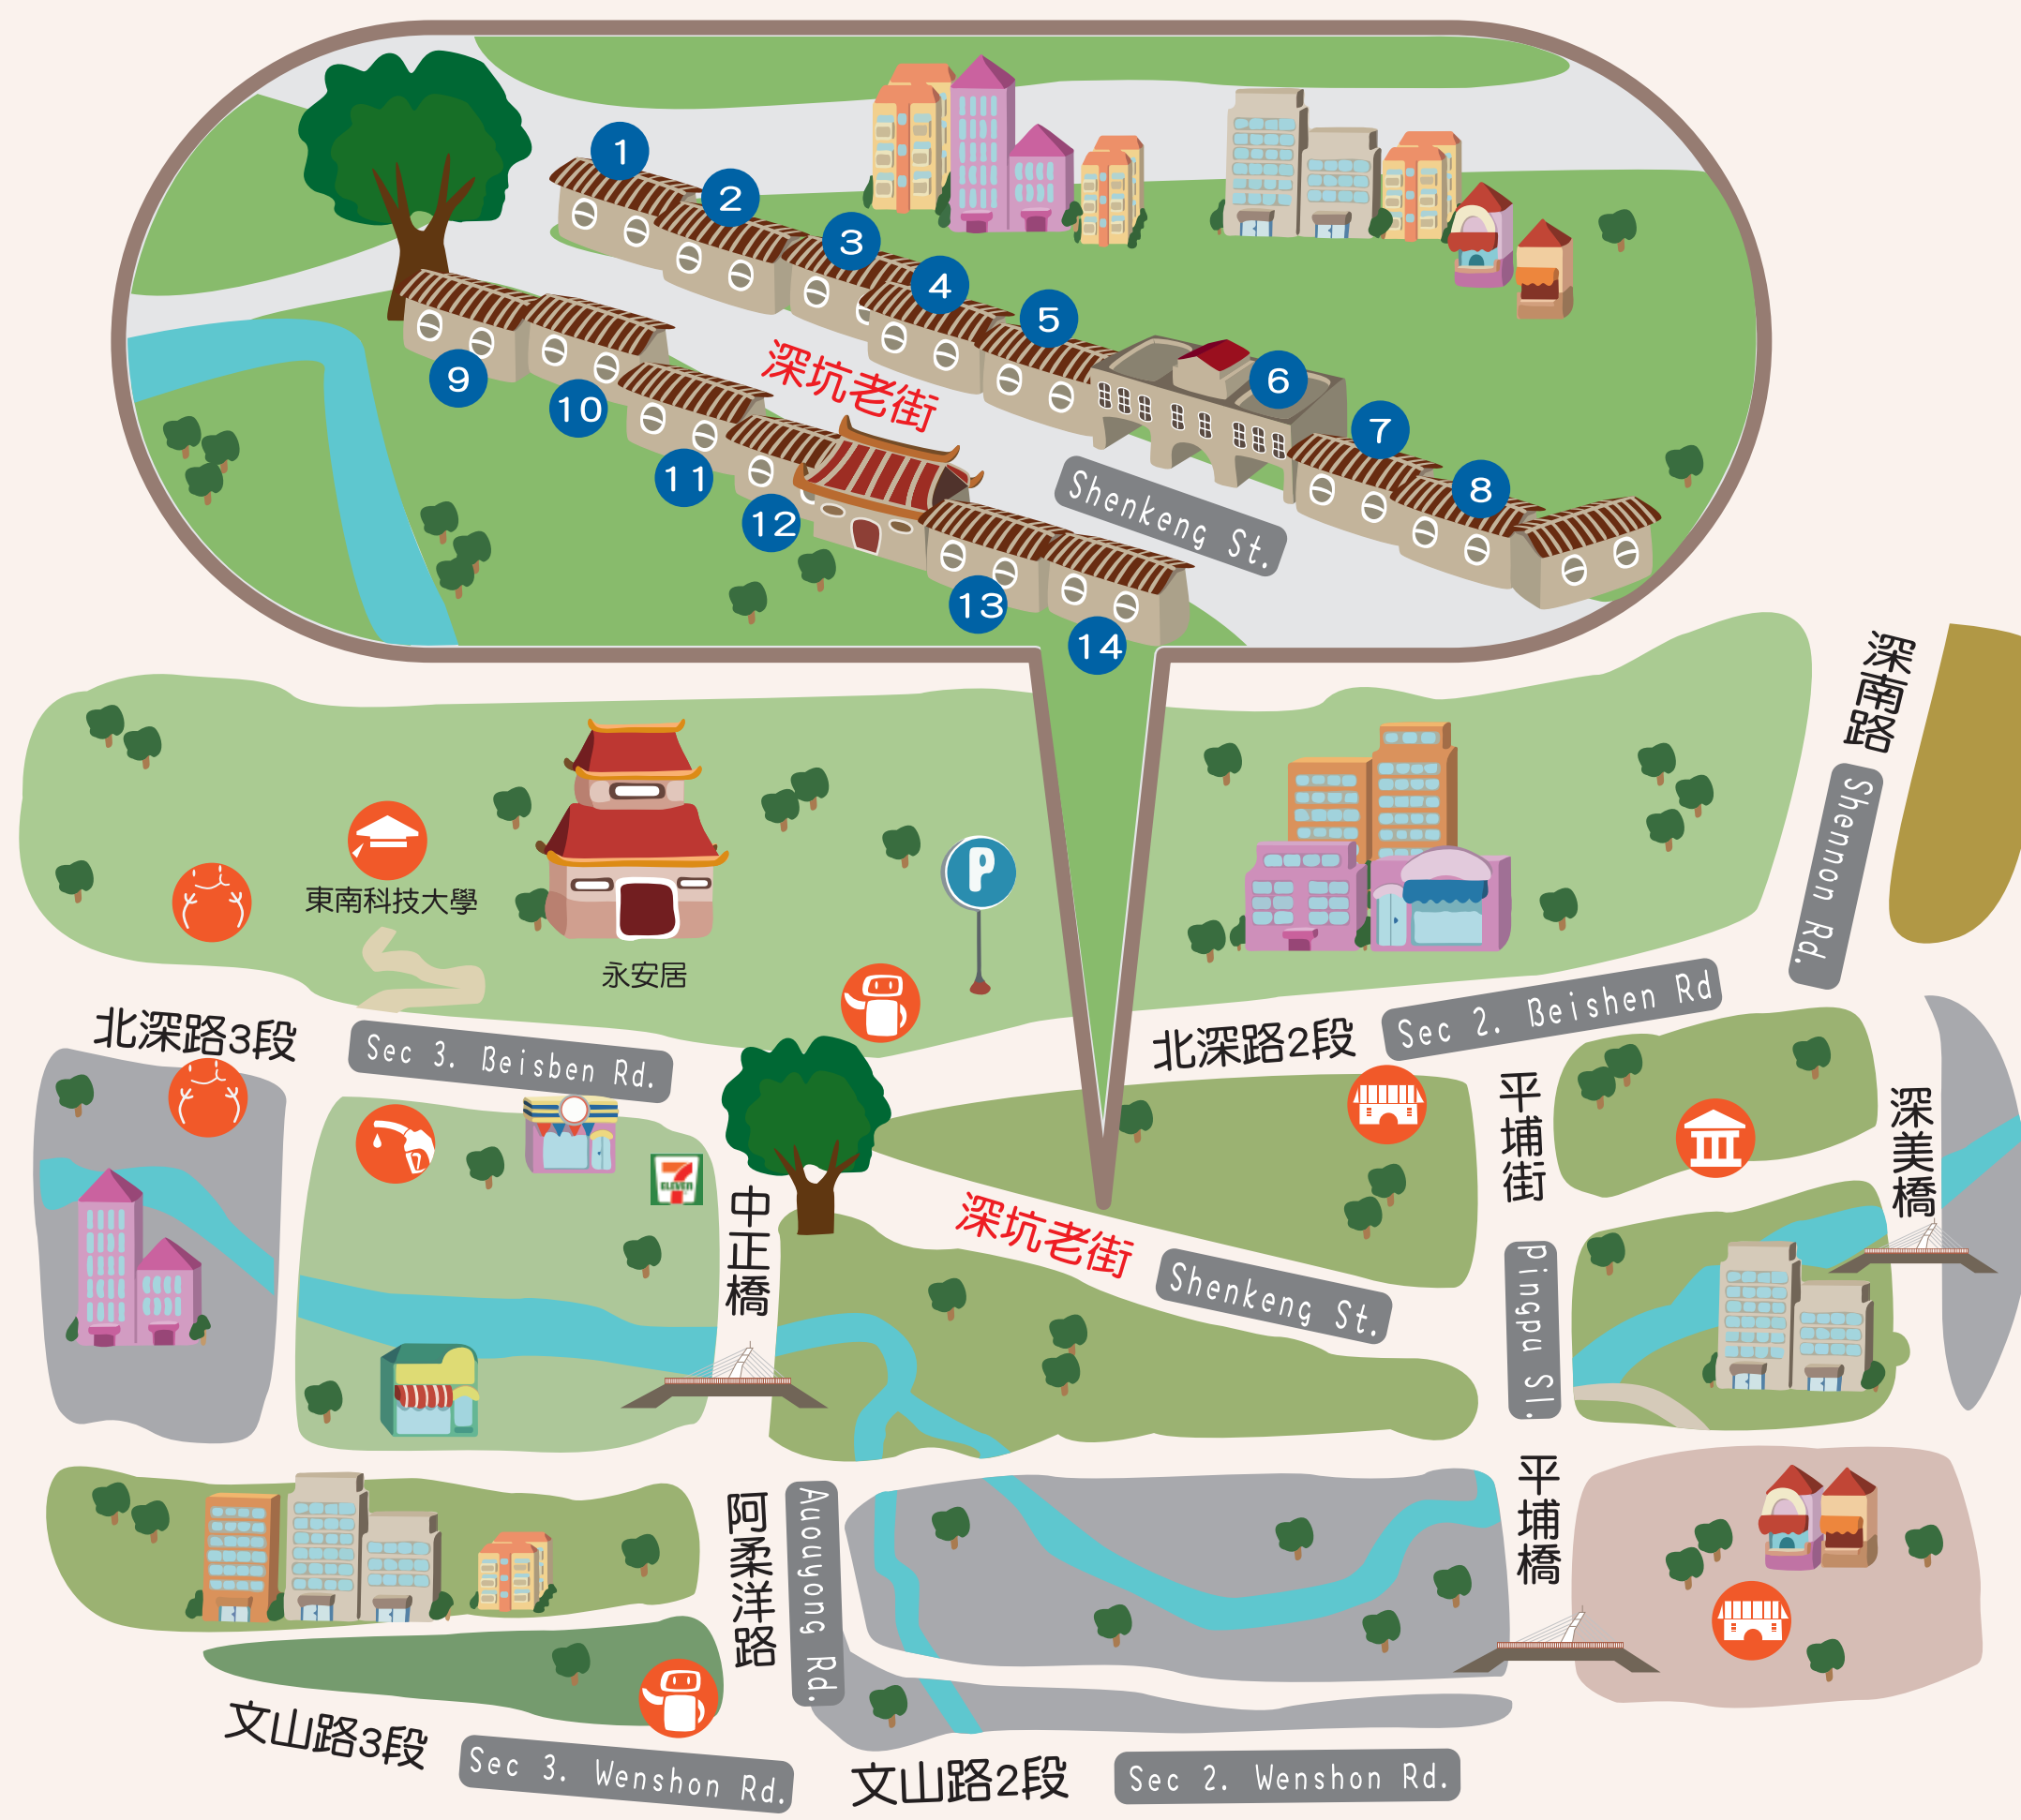 1
2
3
4
5
6
7
8
9
10
11
12
13
14
深坑老街
Shenkeng St.
深南路
Shennon Rd.
東南科技大學
永安居
P
北深路3段
Sec 3. Beisben Rd.
北深路2段
Sec 2. Beishen Rd
平埔街
Pingpu Sl.
深美橋
7
ELEVEN
中正橋
深坑老街
Shenkeng St.
平埔橋
阿柔洋路
Auouyong Rd.
文山路3段
Sec 3. Wenshon Rd.
文山路2段
Sec 2. Wenshon Rd.